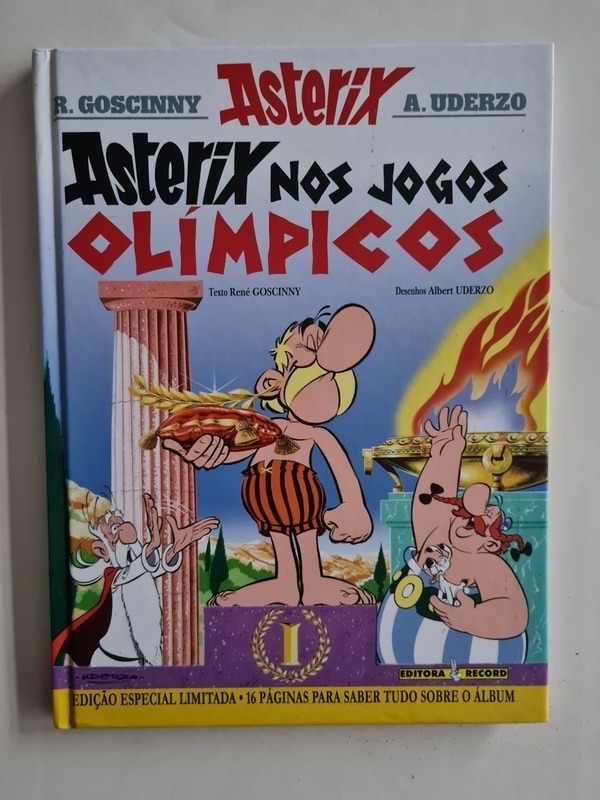 R. GOSCINNY Asterix A. UDERZO
Asterix NOS JOGOS
OLÍMPICOS
Texto René GOSCINNY Desenhos Albert UDERZO
I
UDERZO
EDITORA RECORD
EDIÇÃO ESPECIAL LIMITADA • 16 PÁGINAS PARA SABER TUDO SOBRE O ÁLBUM